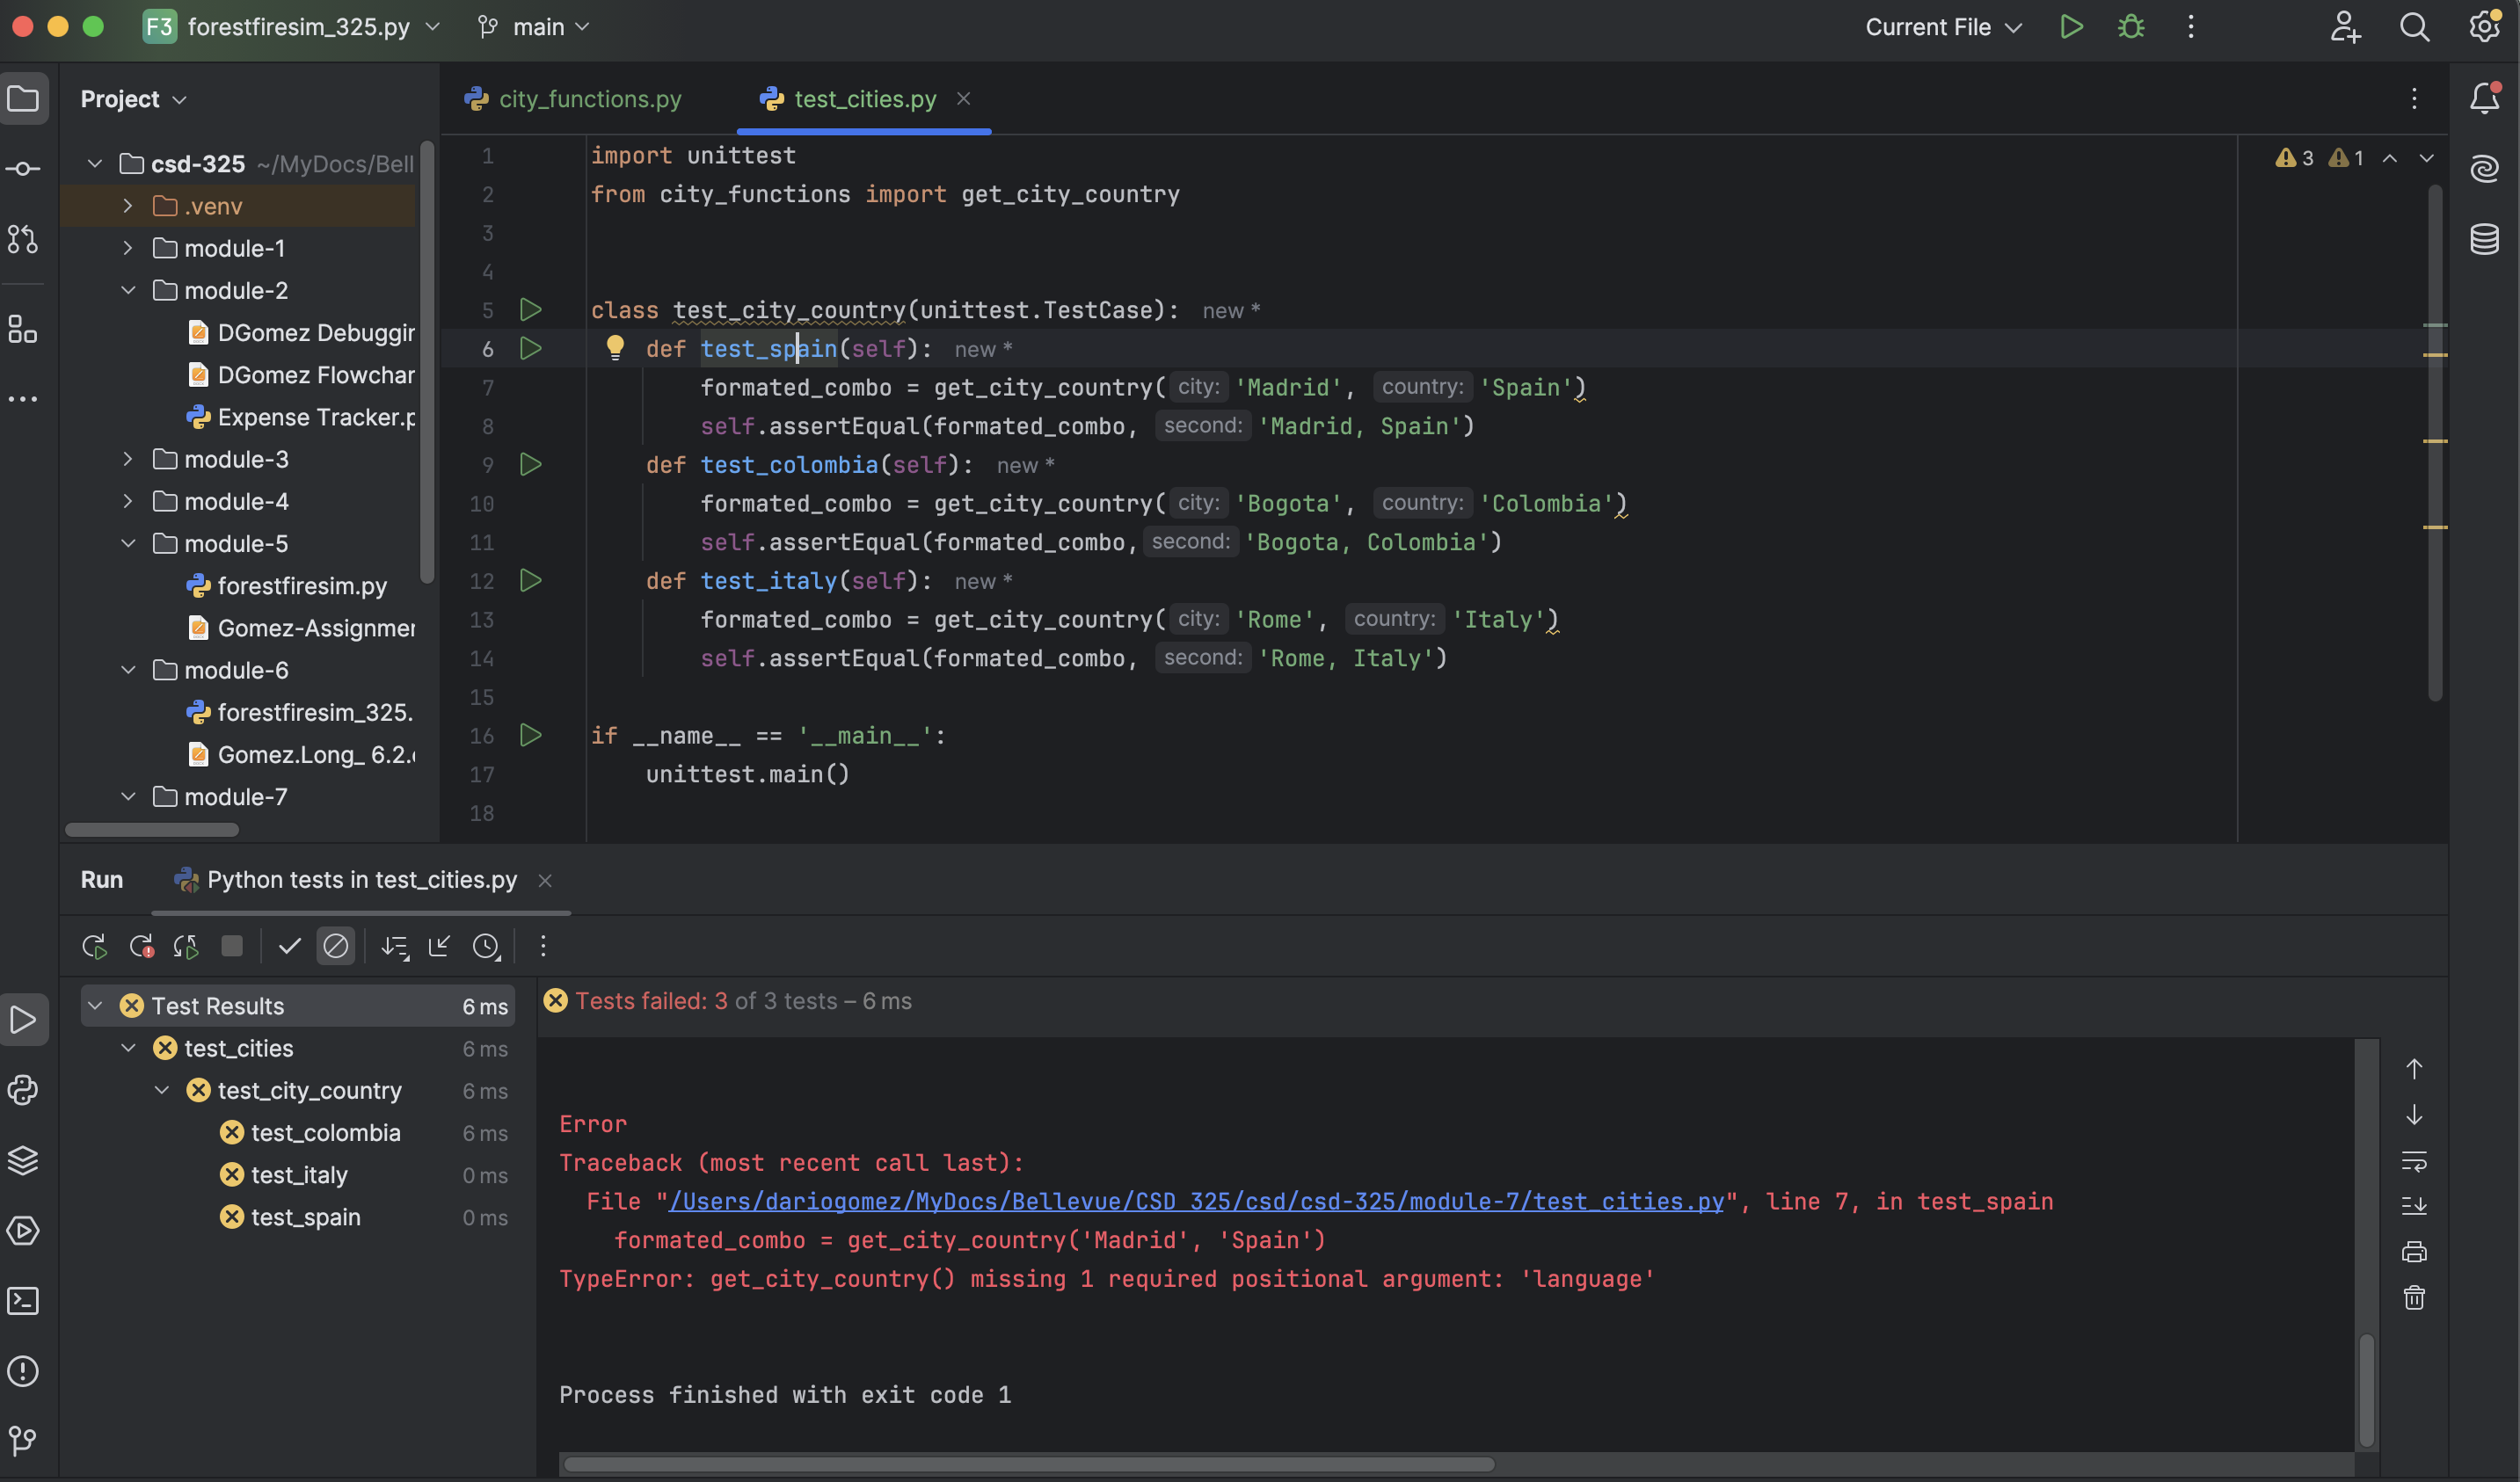 F3 forestfiresim_325.py main Current File
Project
city_functions.py test_cities.py
csd-325 ~/MyDocs/Bell
.venv
module-1
module-2
DGomez Debuggin
DGomez Flowchar
Expense Tracker.p
module-3
module-4
module-5
forestfiresim.py
Gomez-Assignmer
module-6
forestfiresim_325.
Gomez.Long_ 6.2.
module-7
3 1
1 import unittest
2 from city_functions import get_city_country
3
4
5 class test_city_country(unittest.TestCase): new *
6 def test_spain(self): new *
7 formated_combo = get_city_country( city: 'Madrid', country: 'Spain')
8 self.assertEqual(formated_combo, second: 'Madrid, Spain')
9 def test_colombia(self): new *
10 formated_combo = get_city_country( city: 'Bogota', country: 'Colombia')
11 self.assertEqual(formated_combo, second: 'Bogota, Colombia')
12 def test_italy(self): new *
13 formated_combo = get_city_country( city: 'Rome', country: 'Italy')
14 self.assertEqual(formated_combo, second: 'Rome, Italy')
15
16 if __name__ == '__main__':
17 unittest.main()
18
Run Python tests in test_cities.py
Test Results 6 ms
test_cities 6 ms
test_city_country 6 ms
test_colombia 6 ms
test_italy 0 ms
test_spain 0 ms
Tests failed: 3 of 3 tests – 6 ms
Error
Traceback (most recent call last):
File "/Users/dariogomez/MyDocs/Bellevue/CSD 325/csd/csd-325/module-7/test_cities.py", line 7, in test_spain
formated_combo = get_city_country('Madrid', 'Spain')
TypeError: get_city_country() missing 1 required positional argument: 'language'
Process finished with exit code 1